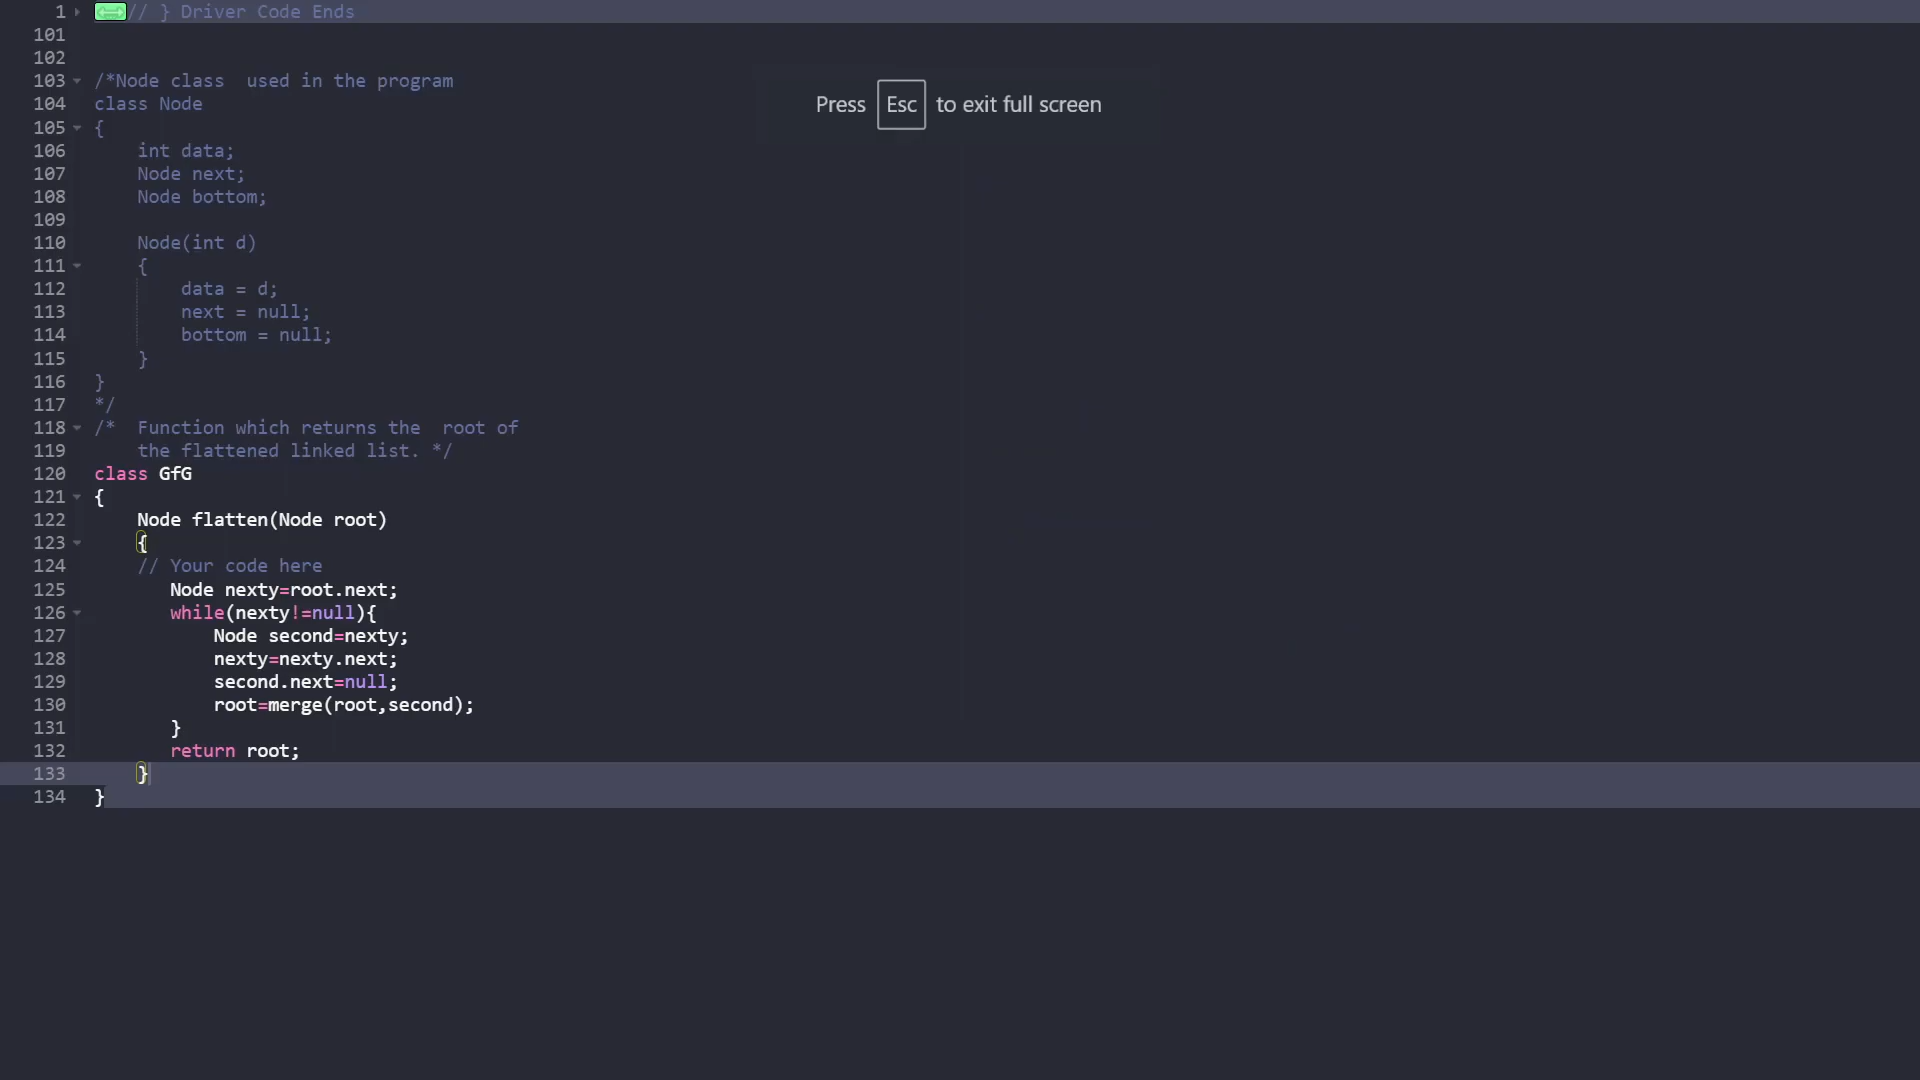 1 // } Driver Code Ends
101
102
103 /*Node class  used in the program
104 class Node
105 {
106     int data;
107     Node next;
108     Node bottom;
109
110     Node(int d)
111     {
112         data = d;
113         next = null;
114         bottom = null;
115     }
116 }
117 */
118 /*  Function which returns the  root of
119     the flattened linked list. */
120 class GfG
121 {
122     Node flatten(Node root)
123     {
124     // Your code here
125        Node nexty=root.next;
126        while(nexty!=null){
127            Node second=nexty;
128            nexty=nexty.next;
129            second.next=null;
130            root=merge(root,second);
131        }
132        return root;
133     }
134 }
Press Esc to exit full screen